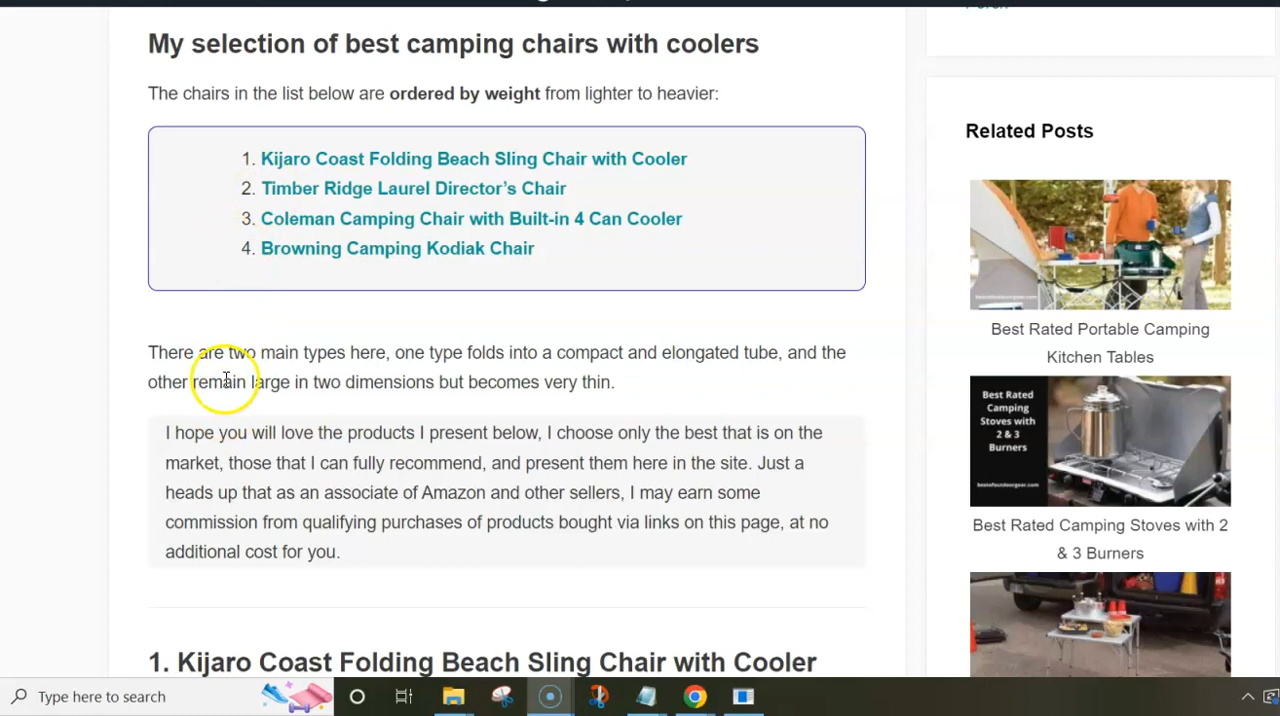 My selection of best camping chairs with coolers
The chairs in the list below are ordered by weight from lighter to heavier:
1. Kijaro Coast Folding Beach Sling Chair with Cooler
2. Timber Ridge Laurel Director's Chair
3. Coleman Camping Chair with Built-in 4 Can Cooler
4. Browning Camping Kodiak Chair
There are two main types here, one type folds into a compact and elongated tube, and the
other remain large in two dimensions but becomes very thin.
I hope you will love the products I present below, I choose only the best that is on the
market, those that I can fully recommend, and present them here in the site. Just a
heads up that as an associate of Amazon and other sellers, I may earn some
commission from qualifying purchases of products bought via links on this page, at no
additional cost for you.
1. Kijaro Coast Folding Beach Sling Chair with Cooler
Related Posts
Best Rated Portable Camping
Kitchen Tables
Best Rated
Camping
Stoves with
2 & 3
Burners
bestofoutdoorgear.com
Best Rated Camping Stoves with 2
& 3 Burners
Type here to search